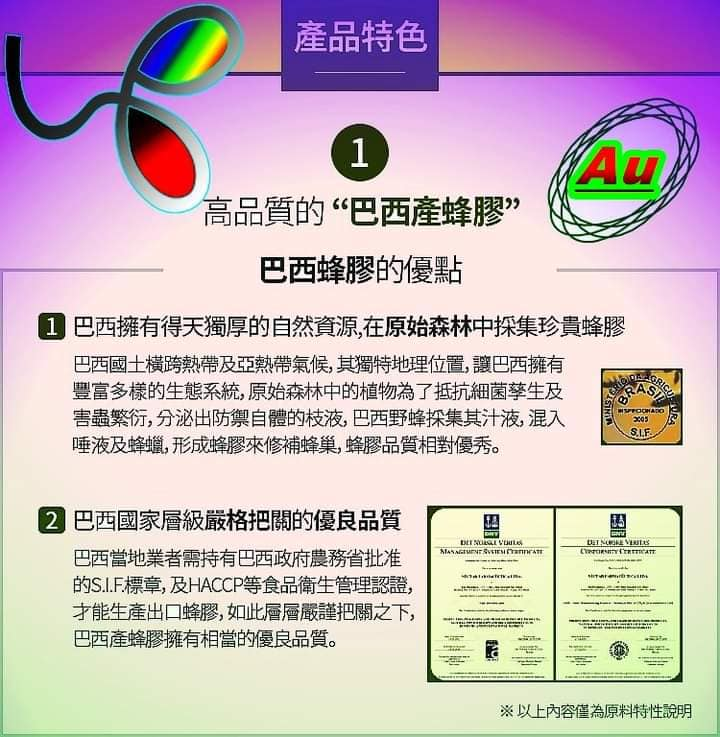 產品特色
1
Au
高品質的“巴西產蜂膠”
巴西蜂膠的優點
1 巴西擁有得天獨厚的自然資源,在原始森林中採集珍貴蜂膠
巴西國土橫跨熱帶及亞熱帶氣候,其獨特地理位置,讓巴西擁有
豐富多樣的生態系統,原始森林中的植物為了抵抗細菌孳生及
害蟲繁衍,分泌出防禦自體的枝液,巴西野蜂採集其汁液,混入
唾液及蜂蠟,形成蜂膠來修補蜂巢,蜂膠品質相對優秀。
MINISTÉRIO DA AGRICULTURA
BRASIL
INSPECIONADO
S.I.F.
2 巴西國家層級嚴格把關的優良品質
巴西當地業者需持有巴西政府農務省批准
的S.I.F.標章,及HACCP等食品衛生管理認證,
才能生產出口蜂膠,如此層層嚴謹把關之下,
巴西產蜂膠擁有相當的優良品質。
DET NORSKE VERITAS
MANAGEMENT SYSTEM CERTIFICATE
DET NORSKE VERITAS
CONFORMITY CERTIFICATE
※ 以上內容僅為原料特性說明